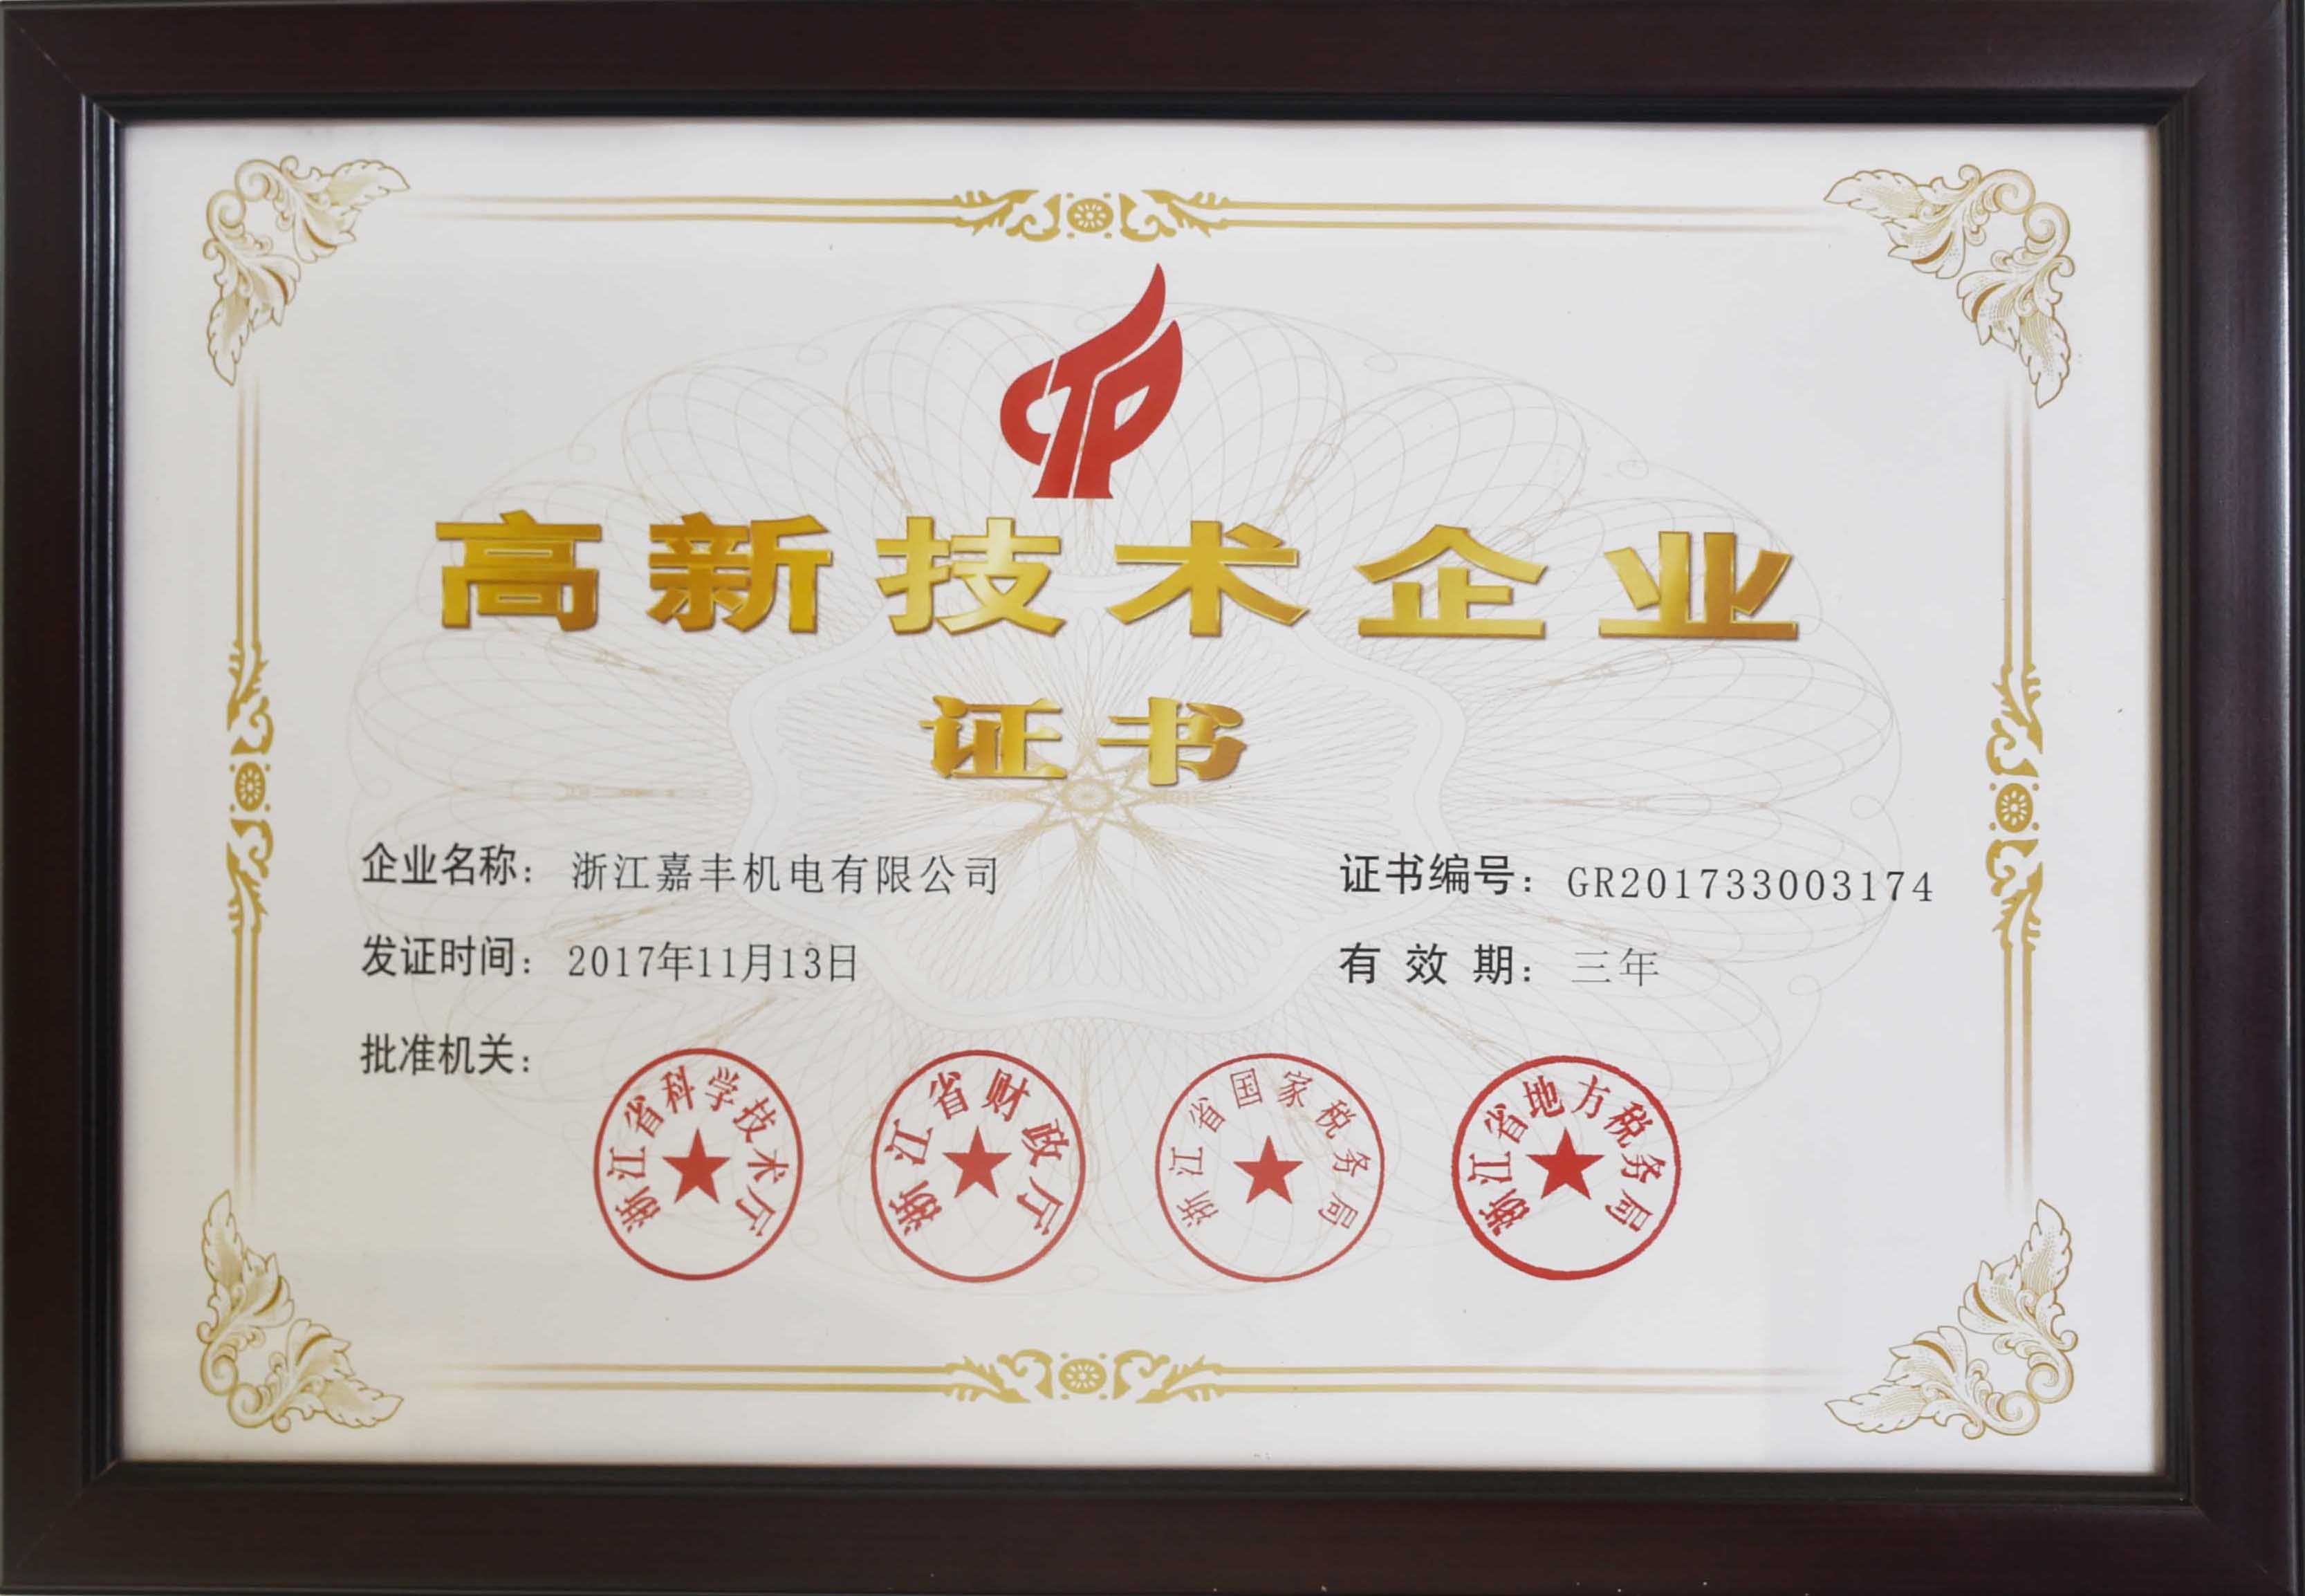 高新技术企业
证书
企业名称：浙江嘉丰机电有限公司
证书编号：GR201733003174
发证时间：2017年11月13日
有效期：三年
批准机关：
浙江省科学技术厅
浙江省财政厅
浙江省国家税务局
浙江省地方税务局